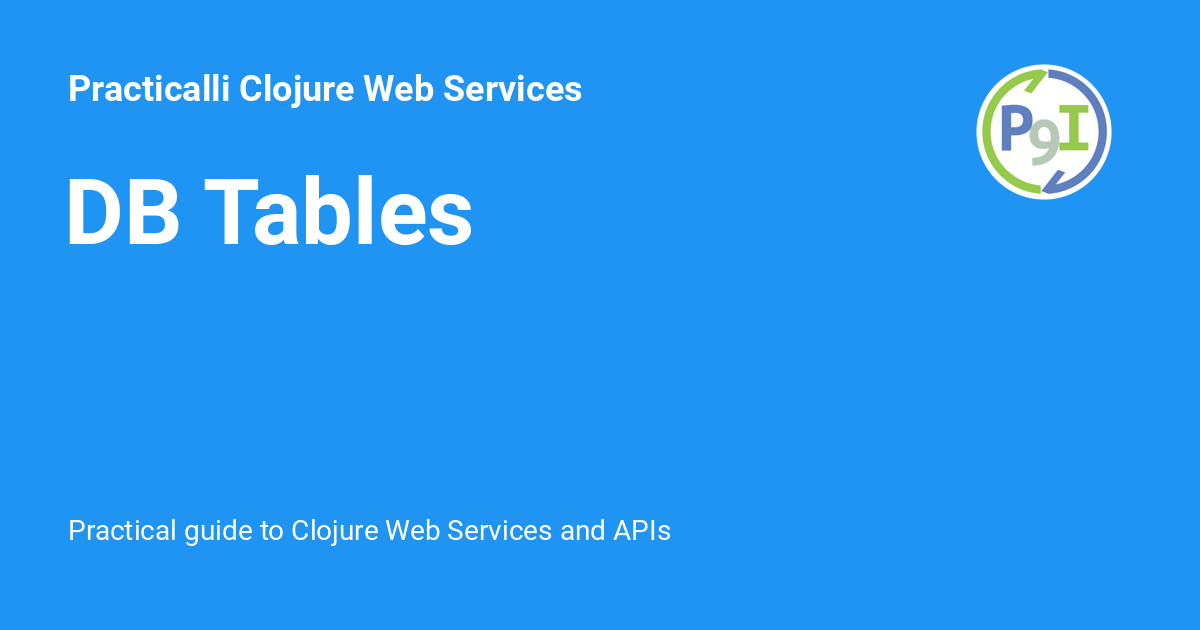 Practicalli Clojure Web Services
P9I
DB Tables
Practical guide to Clojure Web Services and APIs